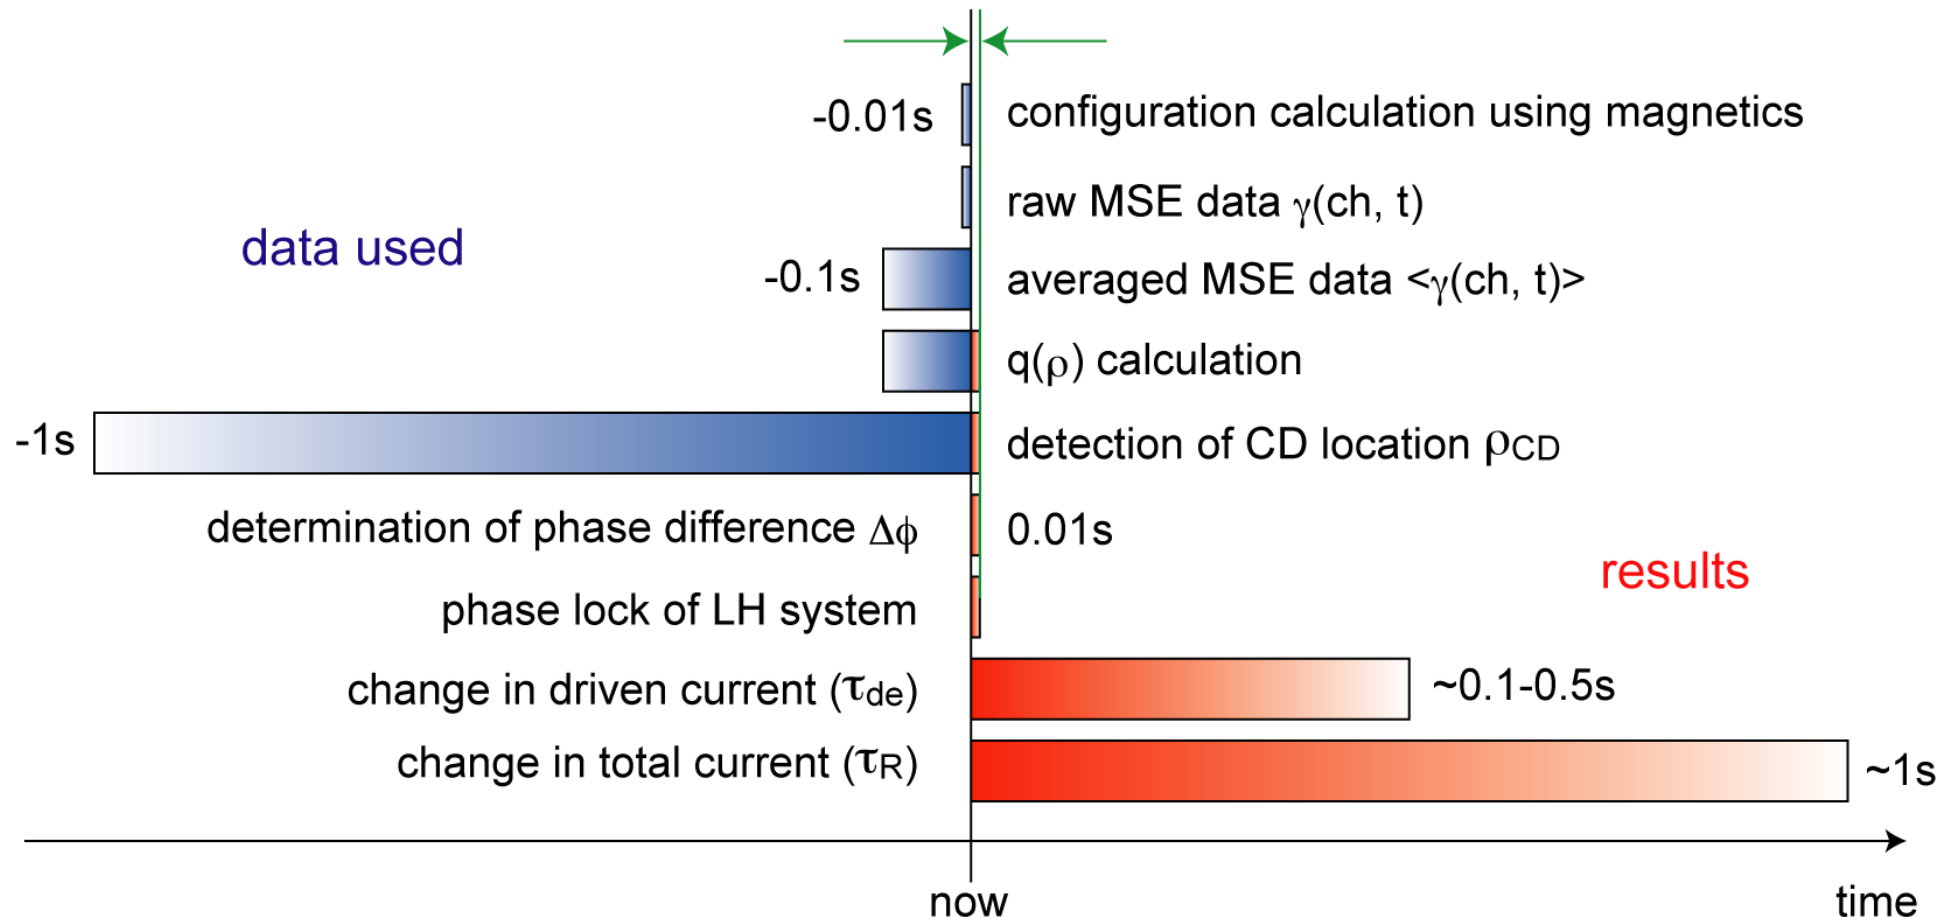 -0.01s configuration calculation using magnetics
raw MSE data γ(ch, t)
data used
-0.1s averaged MSE data <γ(ch, t)>
q(ρ) calculation
-1s detection of CD location ρCD
determination of phase difference Δϕ 0.01s
results
phase lock of LH system
change in driven current (τde) ~0.1-0.5s
change in total current (τR) ~1s
now time